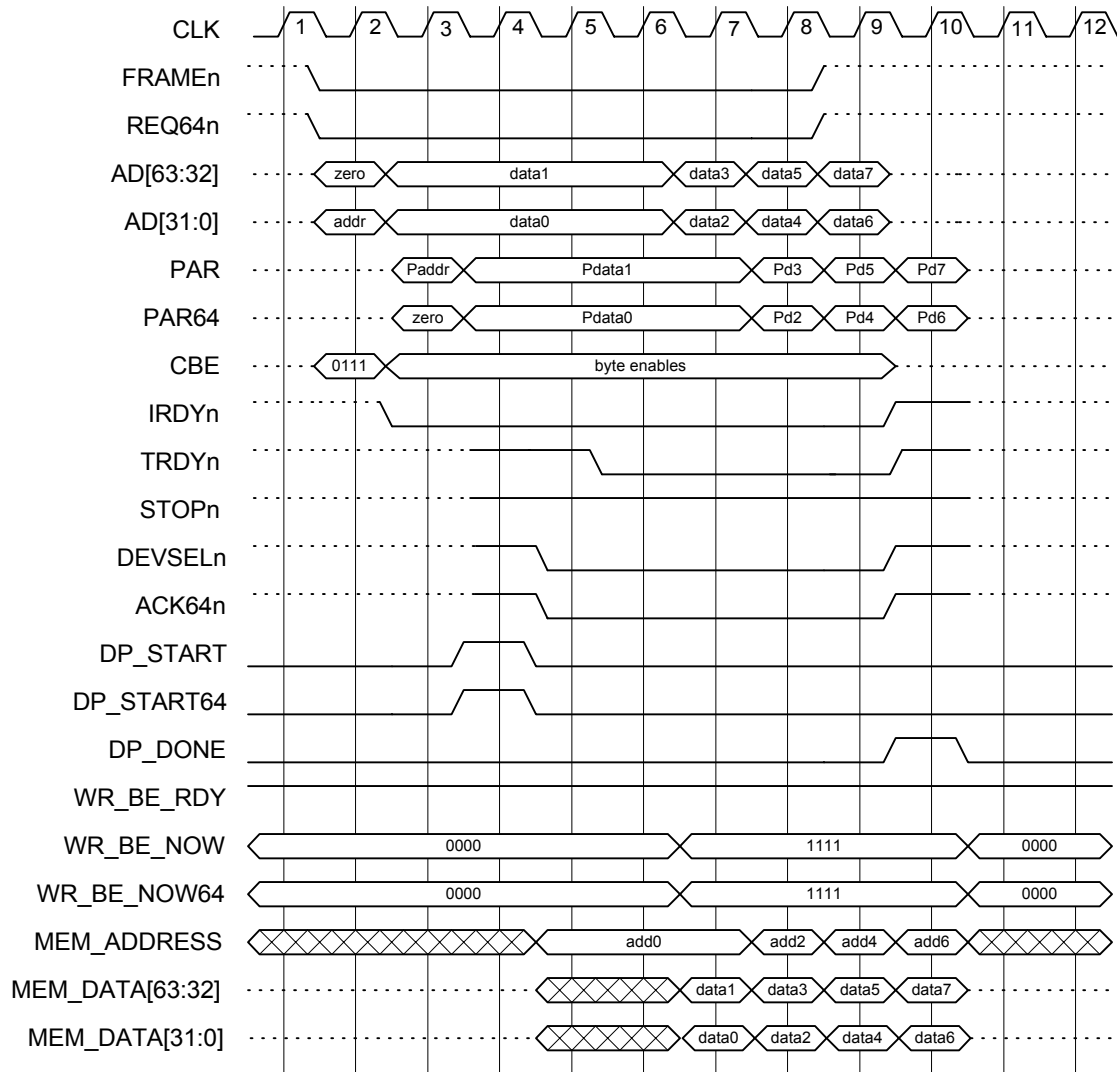 CLK 1 2 3 4 5 6 7 8 9 10 11 12
FRAMEn
REQ64n
AD[63:32] zero data1 data3 data5 data7
AD[31:0] addr data0 data2 data4 data6
PAR Paddr Pdata1 Pd3 Pd5 Pd7
PAR64 zero Pdata0 Pd2 Pd4 Pd6
CBE 0111 byte enables
IRDYn
TRDYn
STOPn
DEVSELn
ACK64n
DP_START
DP_START64
DP_DONE
WR_BE_RDY
WR_BE_NOW 0000 1111 0000
WR_BE_NOW64 0000 1111 0000
MEM_ADDRESS add0 add2 add4 add6
MEM_DATA[63:32] data1 data3 data5 data7
MEM_DATA[31:0] data0 data2 data4 data6